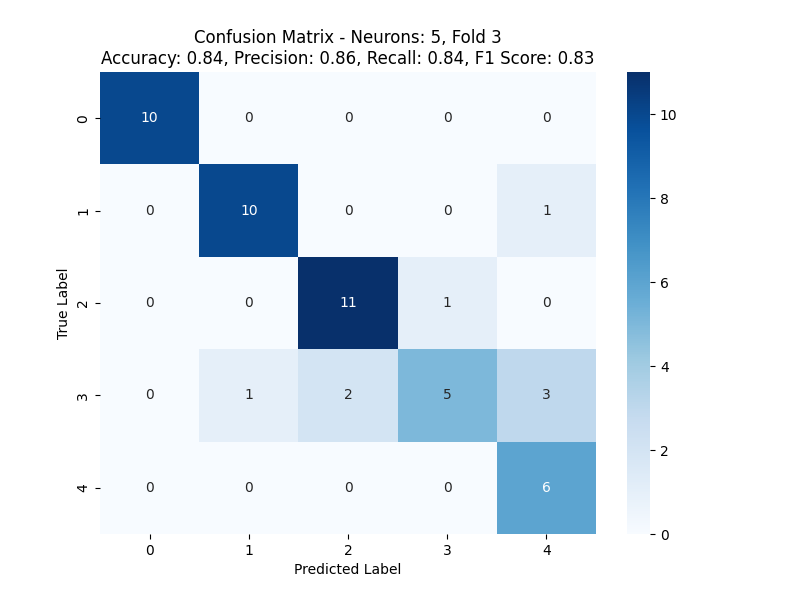 Confusion Matrix - Neurons: 5, Fold 3
Accuracy: 0.84, Precision: 0.86, Recall: 0.84, F1 Score: 0.83
True Label
0 10 0 0 0 0
1 0 10 0 0 1
2 0 0 11 1 0
3 0 1 2 5 3
4 0 0 0 0 6
0 1 2 3 4
Predicted Label
10
8
6
4
2
0